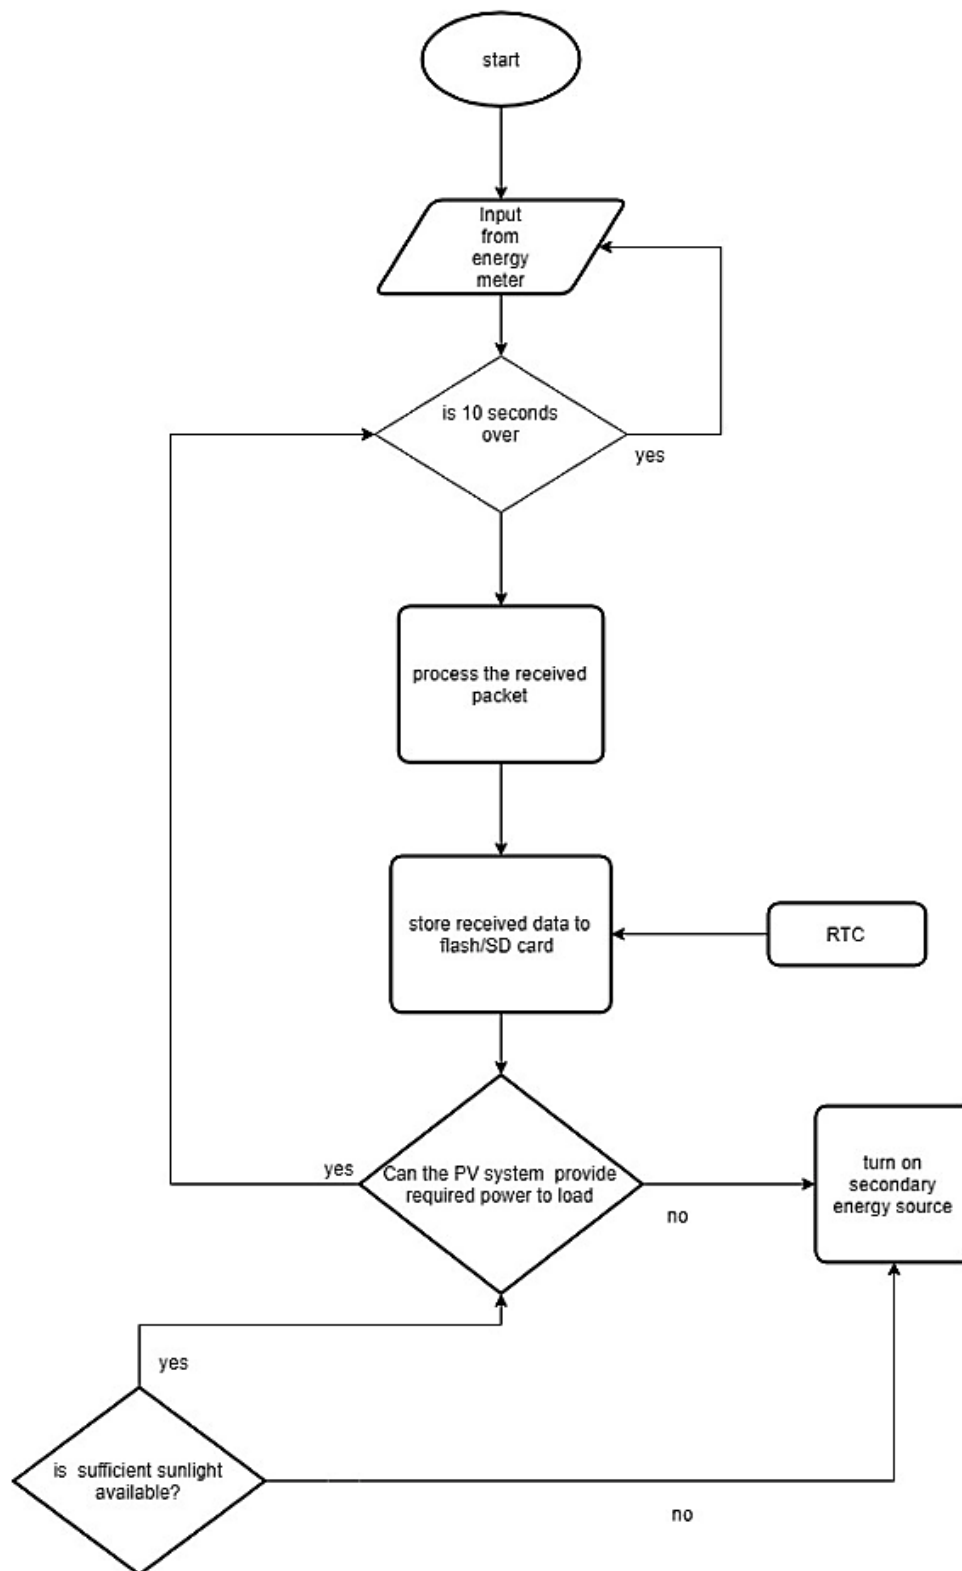 start
Input
from
energy
meter
is 10 seconds
over
yes
process the received
packet
store received data to
flash/SD card
RTC
yes
Can the PV system provide
required power to load
no
turn on
secondary
energy source
yes
is sufficient sunlight
available?
no